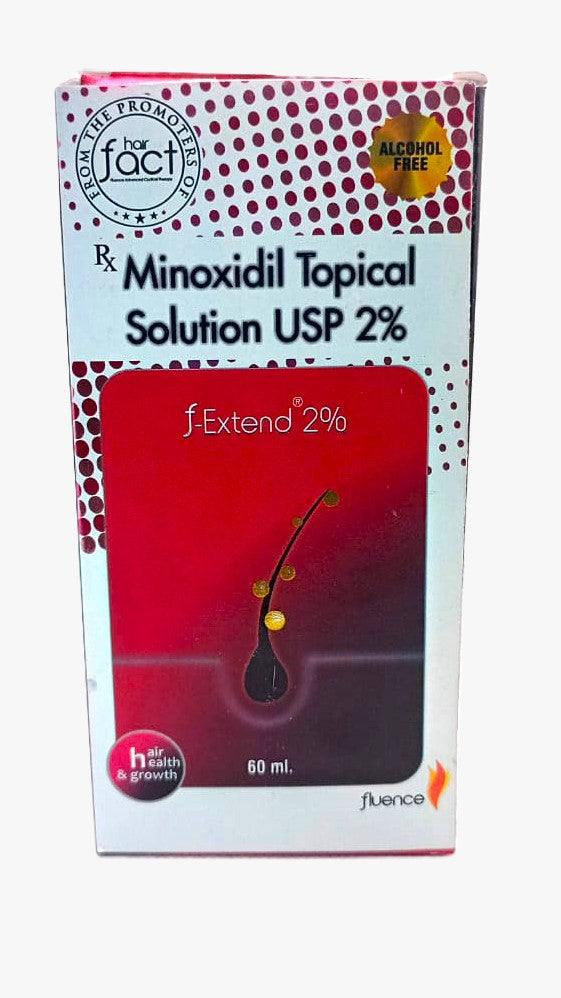 FROM THE PROMOTERS OF
hair
fact
ALCOHOL
FREE
Rx Minoxidil Topical
Solution USP 2%
f-Extend® 2%
hair
health
& growth
60 ml.
fluence